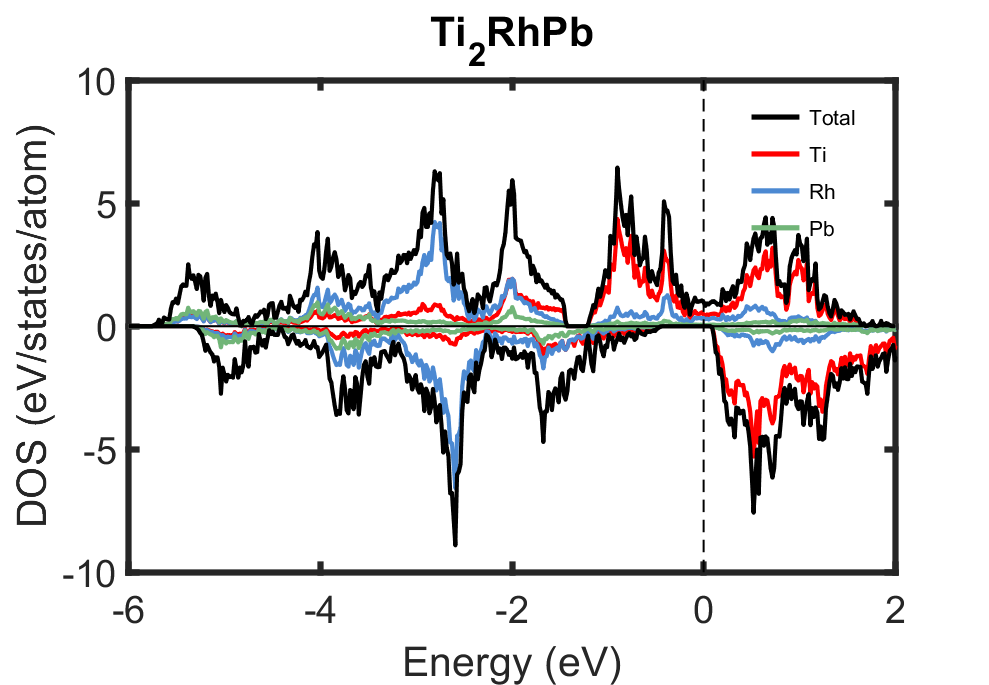 Ti2RhPb
10
5
0
-5
-10
DOS (eV/states/atom)
Total
Ti
Rh
Pb
-6
-4
-2
0
2
Energy (eV)